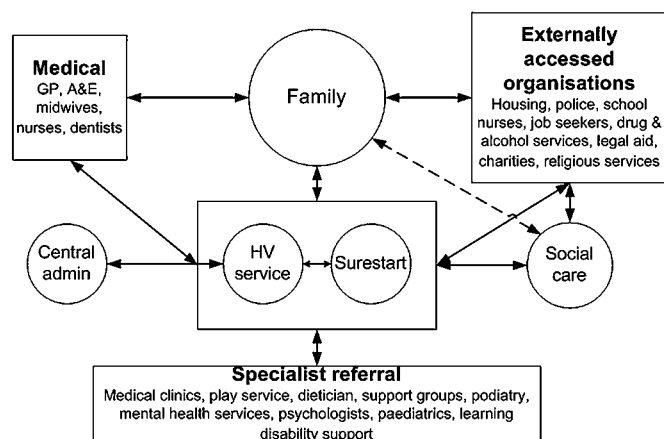 Medical
GP, A&E,
midwives,
nurses, dentists
Family
Externally
accessed
organisations
Housing, police, school
nurses, job seekers, drug &
alcohol services, legal aid,
charities, religious services
Central
admin
HV
service
Surestart
Social
care
Specialist referral
Medical clinics, play service, dietician, support groups, podiatry,
mental health services, psychologists, paediatrics, learning
disability support